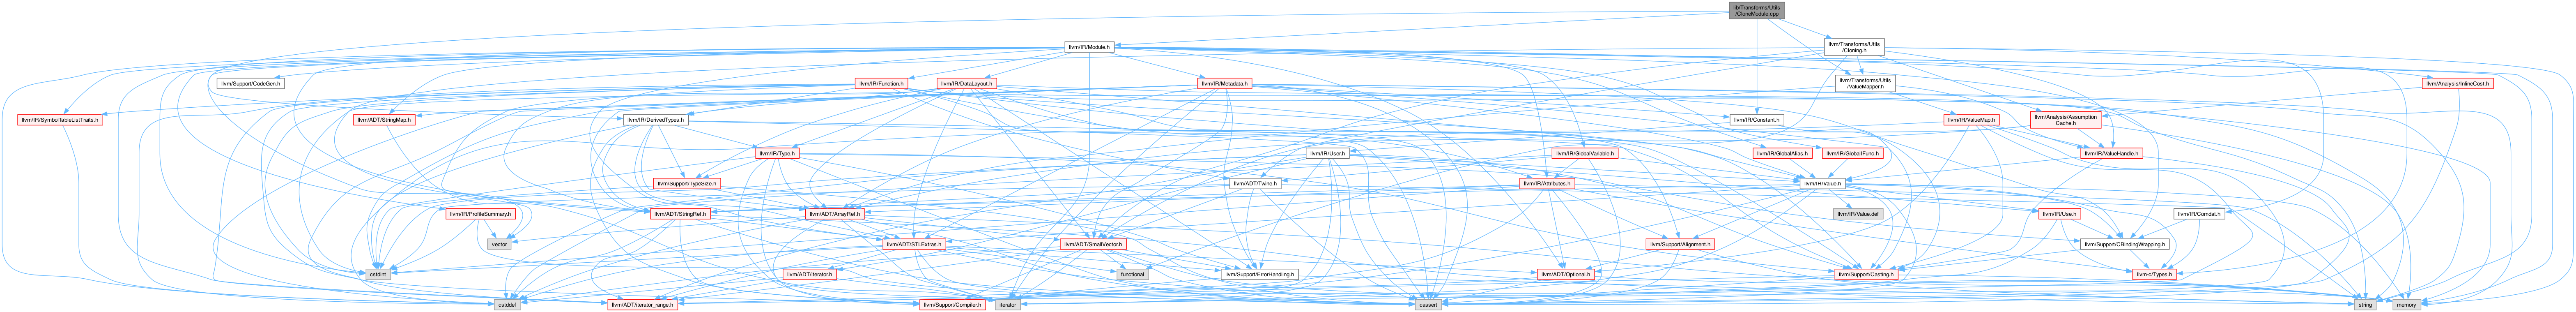 lib/Transforms/Utils
/CloneModule.cpp
llvm/IR/Module.h
llvm/Transforms/Utils
/Cloning.h
llvm/Support/CodeGen.h
llvm/IR/Function.h
llvm/IR/DataLayout.h
llvm/IR/Metadata.h
llvm/Transforms/Utils
/ValueMapper.h
llvm/Analysis/InlineCost.h
llvm/IR/SymbolTableListTraits.h
llvm/ADT/StringMap.h
llvm/IR/DerivedTypes.h
llvm/IR/Constant.h
llvm/IR/ValueMap.h
llvm/Analysis/Assumption
Cache.h
llvm/IR/Type.h
llvm/IR/User.h
llvm/IR/GlobalVariable.h
llvm/IR/GlobalAlias.h
llvm/IR/GlobalIFunc.h
llvm/IR/ValueHandle.h
llvm/Support/TypeSize.h
llvm/ADT/Twine.h
llvm/IR/Attributes.h
llvm/IR/Value.h
llvm/IR/ProfileSummary.h
llvm/ADT/StringRef.h
llvm/ADT/ArrayRef.h
llvm/IR/Value.def
llvm/IR/Use.h
llvm/IR/Comdat.h
vector
llvm/ADT/STLExtras.h
llvm/ADT/SmallVector.h
llvm/Support/Alignment.h
llvm/Support/CBindingWrapping.h
cstdint
llvm/ADT/iterator.h
functional
llvm/Support/ErrorHandling.h
llvm/ADT/Optional.h
llvm/Support/Casting.h
llvm-c/Types.h
cstddef
llvm/ADT/iterator_range.h
llvm/Support/Compiler.h
iterator
cassert
string
memory